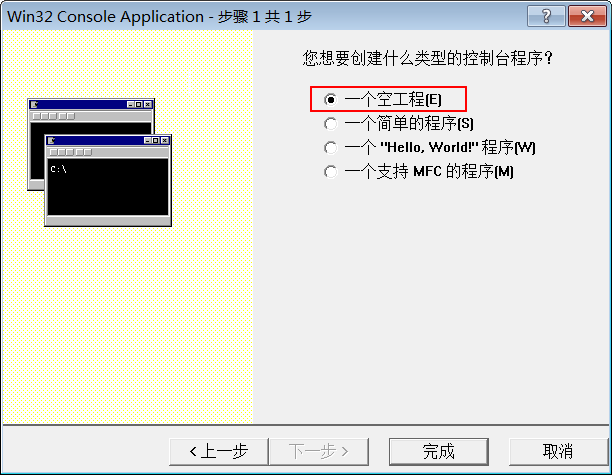 Win32 Console Application - 步骤 1 共 1 步
您想要创建什么类型的控制台程序?
一个空工程(E)
一个简单的程序(S)
一个 "Hello, World!" 程序(W)
一个支持 MFC 的程序(M)
C:\
< 上一步 下一步 > 完成 取消